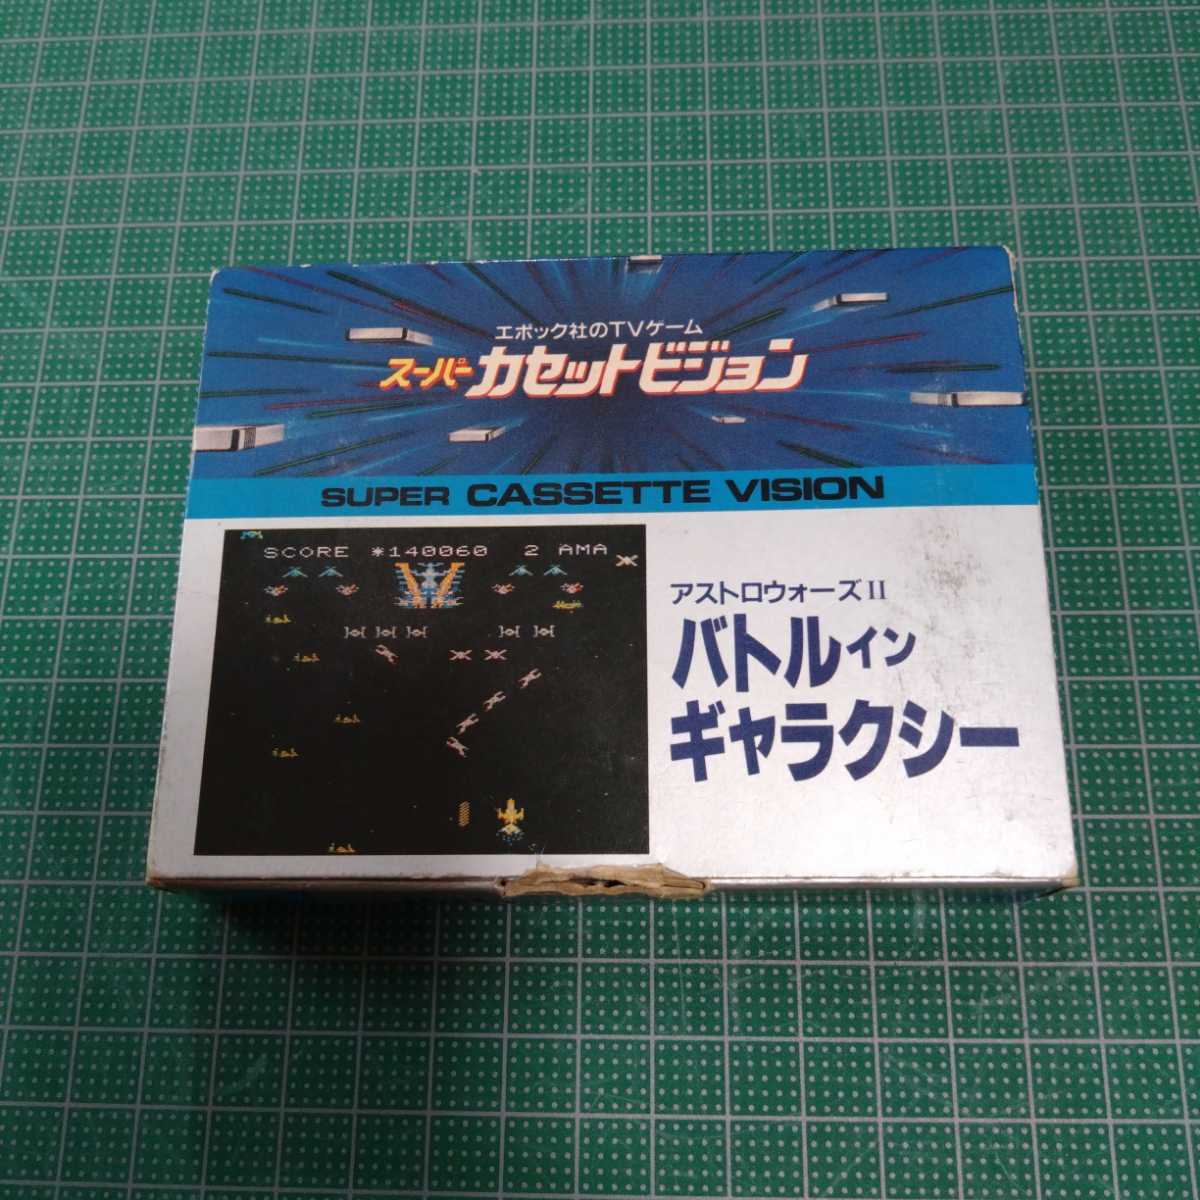 エポック社のTVゲーム
スーパーカセットビジョン
SUPER CASSETTE VISION
SCORE *140060 2 AMA
アストロウォーズII
バトルイン
ギャラクシー